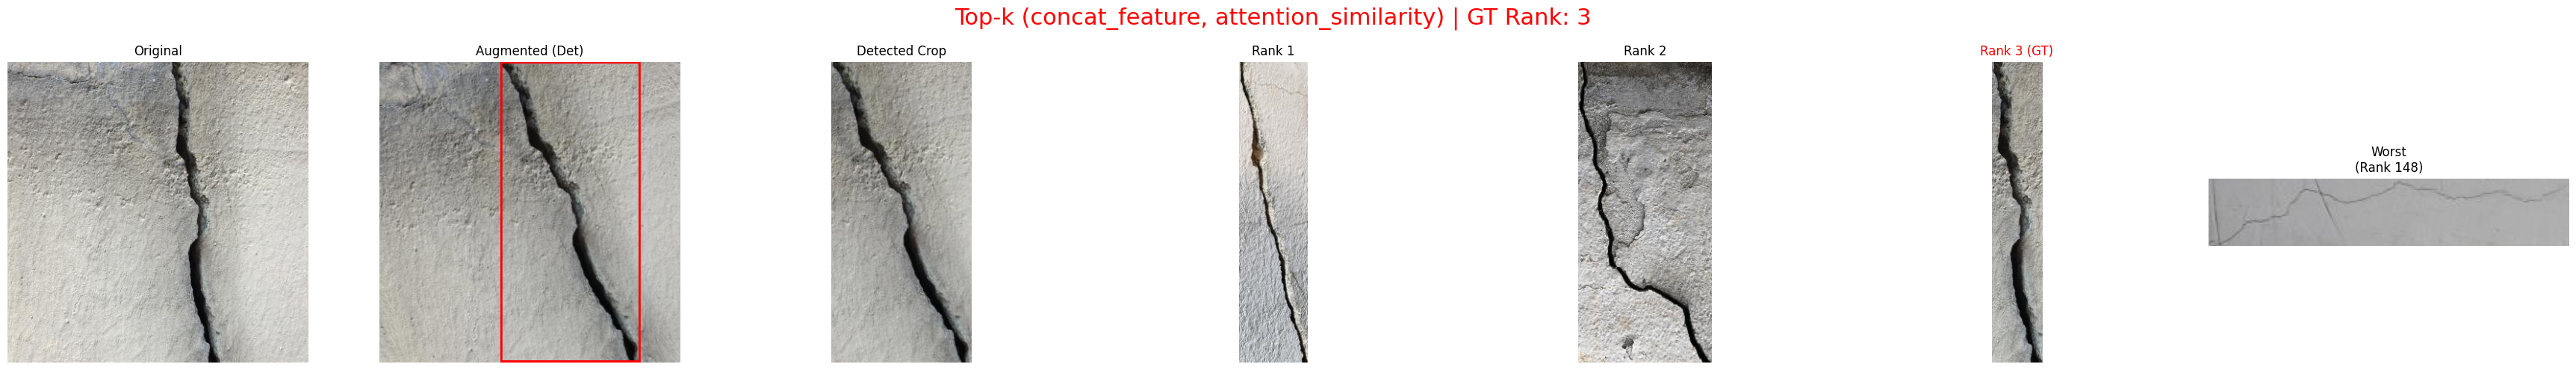 Top-k (concat_feature, attention_similarity) | GT Rank: 3
Original
Augmented (Det)
Detected Crop
Rank 1
Rank 2
Rank 3 (GT)
Worst
(Rank 148)